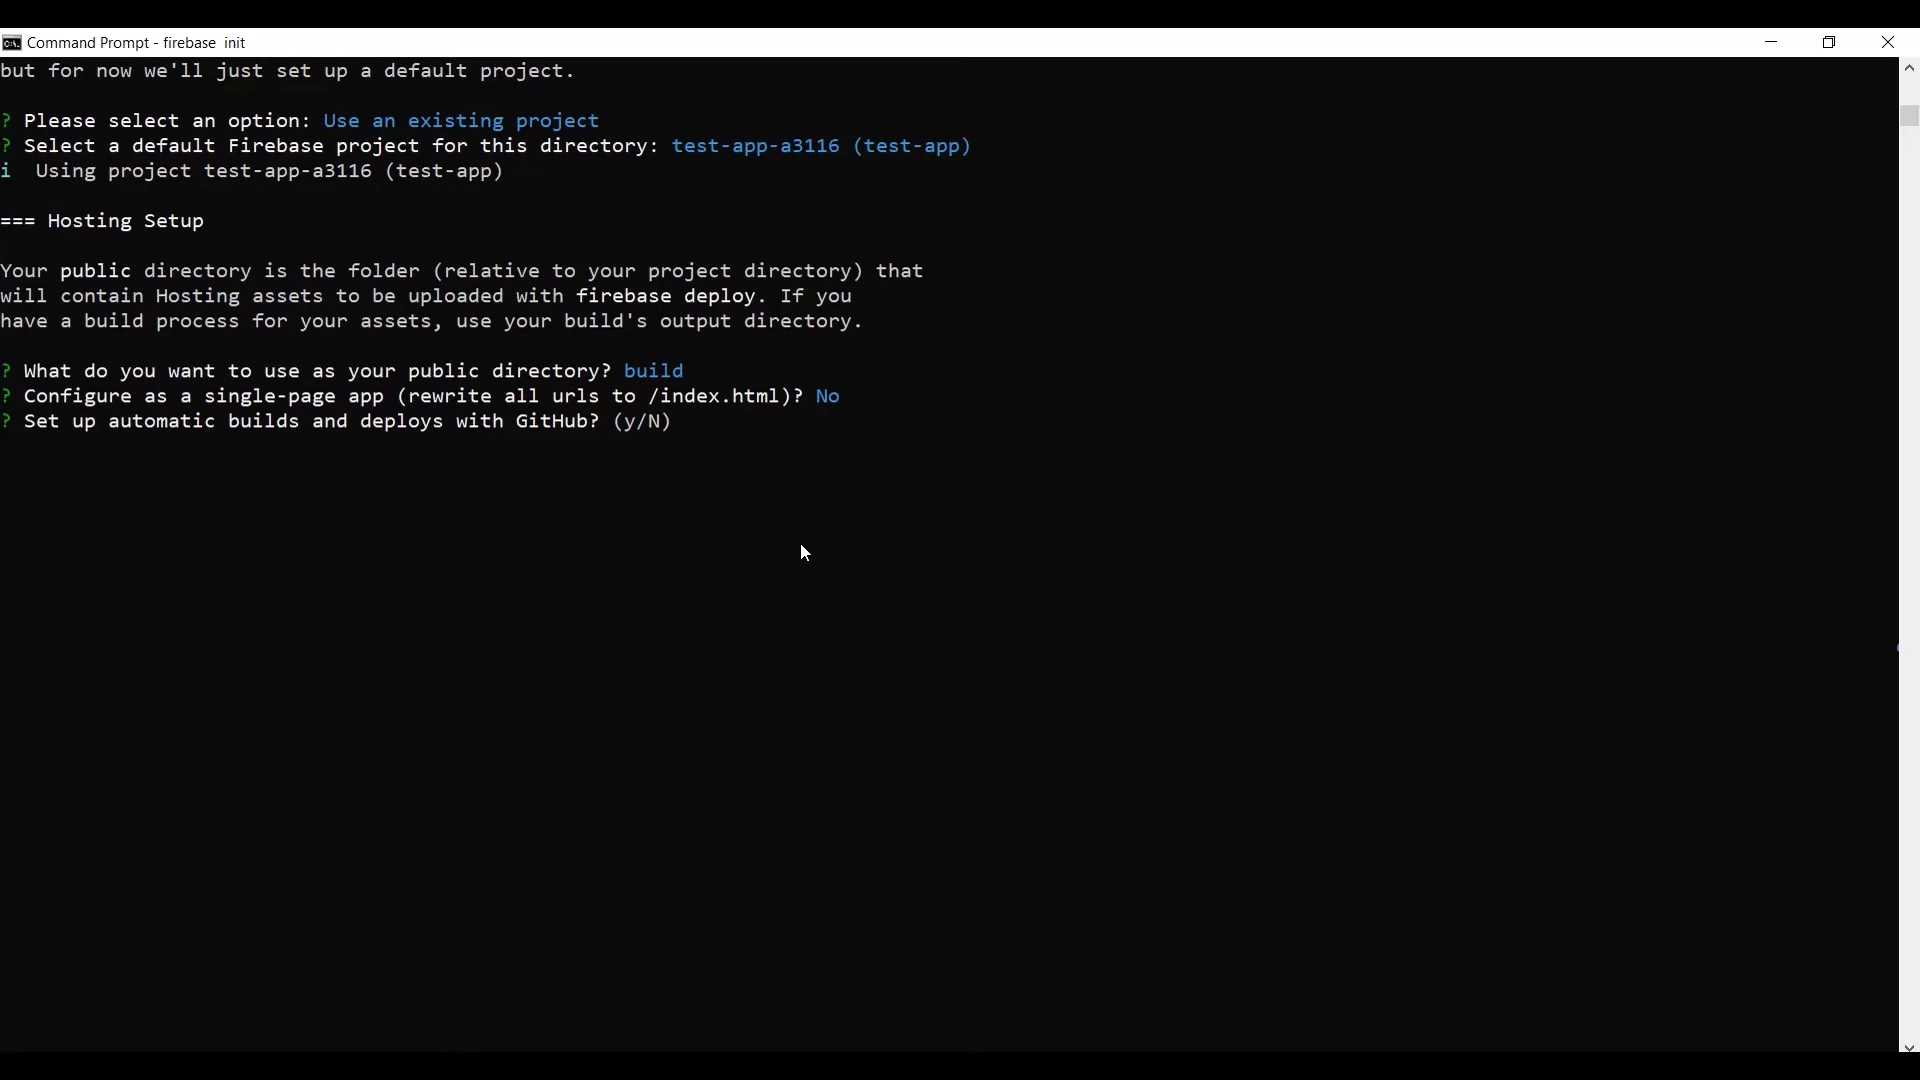 Command Prompt - firebase  init
but for now we'll just set up a default project.
? Please select an option: Use an existing project
? Select a default Firebase project for this directory: test-app-a3116 (test-app)
i  Using project test-app-a3116 (test-app)
=== Hosting Setup
Your public directory is the folder (relative to your project directory) that
will contain Hosting assets to be uploaded with firebase deploy. If you
have a build process for your assets, use your build's output directory.
? What do you want to use as your public directory? build
? Configure as a single-page app (rewrite all urls to /index.html)? No
? Set up automatic builds and deploys with GitHub? (y/N)